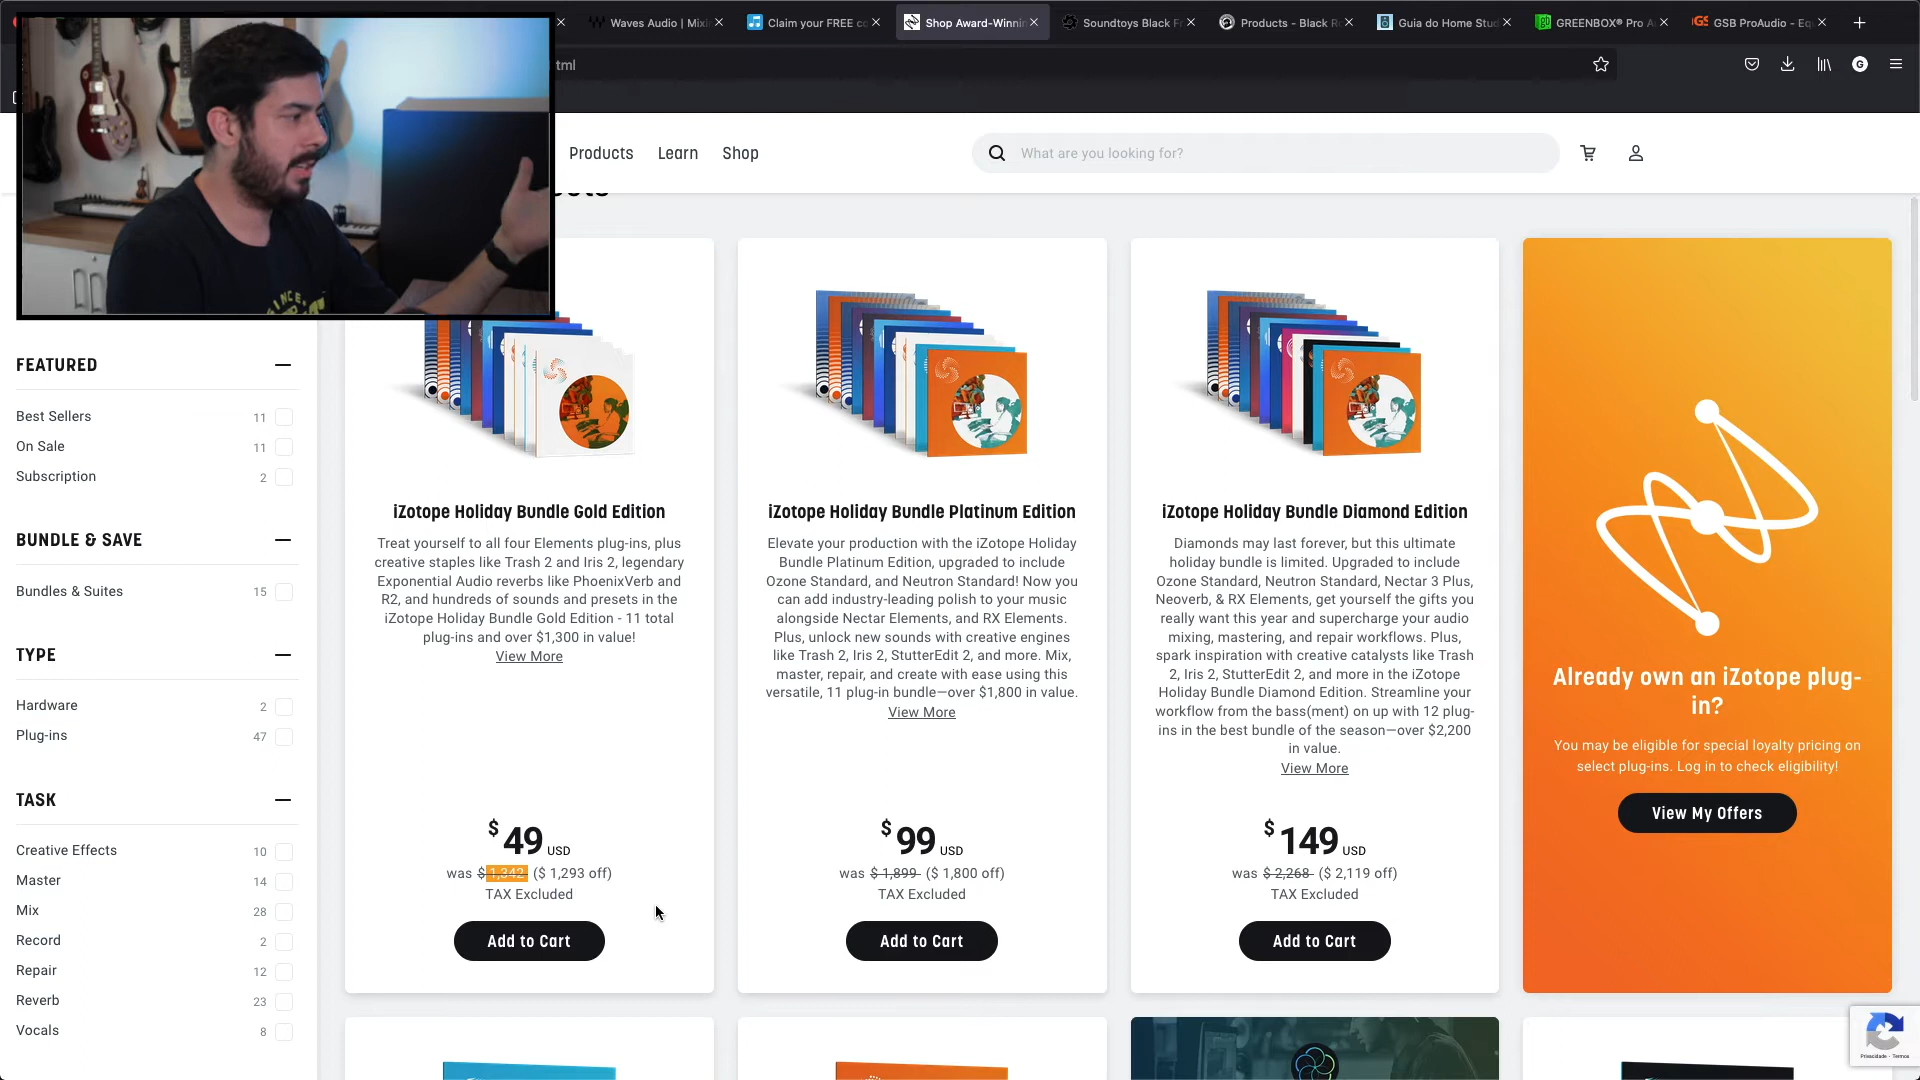 Waves Audio | Mixin
Claim your FREE co
Shop Award-Winnin
Soundtoys Black Fr
Products - Black Ro
Guia do Home Stud
GREENBOX® Pro A
GSB ProAudio - Eq
tml
G
Products
Learn
Shop
What are you looking for?
FEATURED
Best Sellers 11
On Sale 11
Subscription 2
BUNDLE & SAVE
Bundles & Suites 15
TYPE
Hardware 2
Plug-ins 47
TASK
Creative Effects 10
Master 14
Mix 28
Record 2
Repair 12
Reverb 23
Vocals 8
iZotope Holiday Bundle Gold Edition
Treat yourself to all four Elements plug-ins, plus
creative staples like Trash 2 and Iris 2, legendary
Exponential Audio reverbs like PhoenixVerb and
R2, and hundreds of sounds and presets in the
iZotope Holiday Bundle Gold Edition - 11 total
plug-ins and over $1,300 in value!
View More
$ 49 USD
was $ 1,342 ($ 1,293 off)
TAX Excluded
Add to Cart
iZotope Holiday Bundle Platinum Edition
Elevate your production with the iZotope Holiday
Bundle Platinum Edition, upgraded to include
Ozone Standard, and Neutron Standard! Now you
can add industry-leading polish to your music
alongside Nectar Elements, and RX Elements.
Plus, unlock new sounds with creative engines
like Trash 2, Iris 2, StutterEdit 2, and more. Mix,
master, repair, and create with ease using this
versatile, 11 plug-in bundle—over $1,800 in value.
View More
$ 99 USD
was $ 1,899 ($ 1,800 off)
TAX Excluded
Add to Cart
iZotope Holiday Bundle Diamond Edition
Diamonds may last forever, but this ultimate
holiday bundle is limited. Upgraded to include
Ozone Standard, Neutron Standard, Nectar 3 Plus,
Neoverb, & RX Elements, get yourself the gifts you
really want this year and supercharge your audio
mixing, mastering, and repair workflows. Plus,
spark inspiration with creative catalysts like Trash
2, Iris 2, StutterEdit 2, and more in the iZotope
Holiday Bundle Diamond Edition. Streamline your
workflow from the bass(ment) on up with 12 plug-
ins in the best bundle of the season—over $2,200
in value.
View More
$ 149 USD
was $ 2,268 ($ 2,119 off)
TAX Excluded
Add to Cart
Already own an iZotope plug-
in?
You may be eligible for special loyalty pricing on
select plug-ins. Log in to check eligibility!
View My Offers
Privacidade - Termos